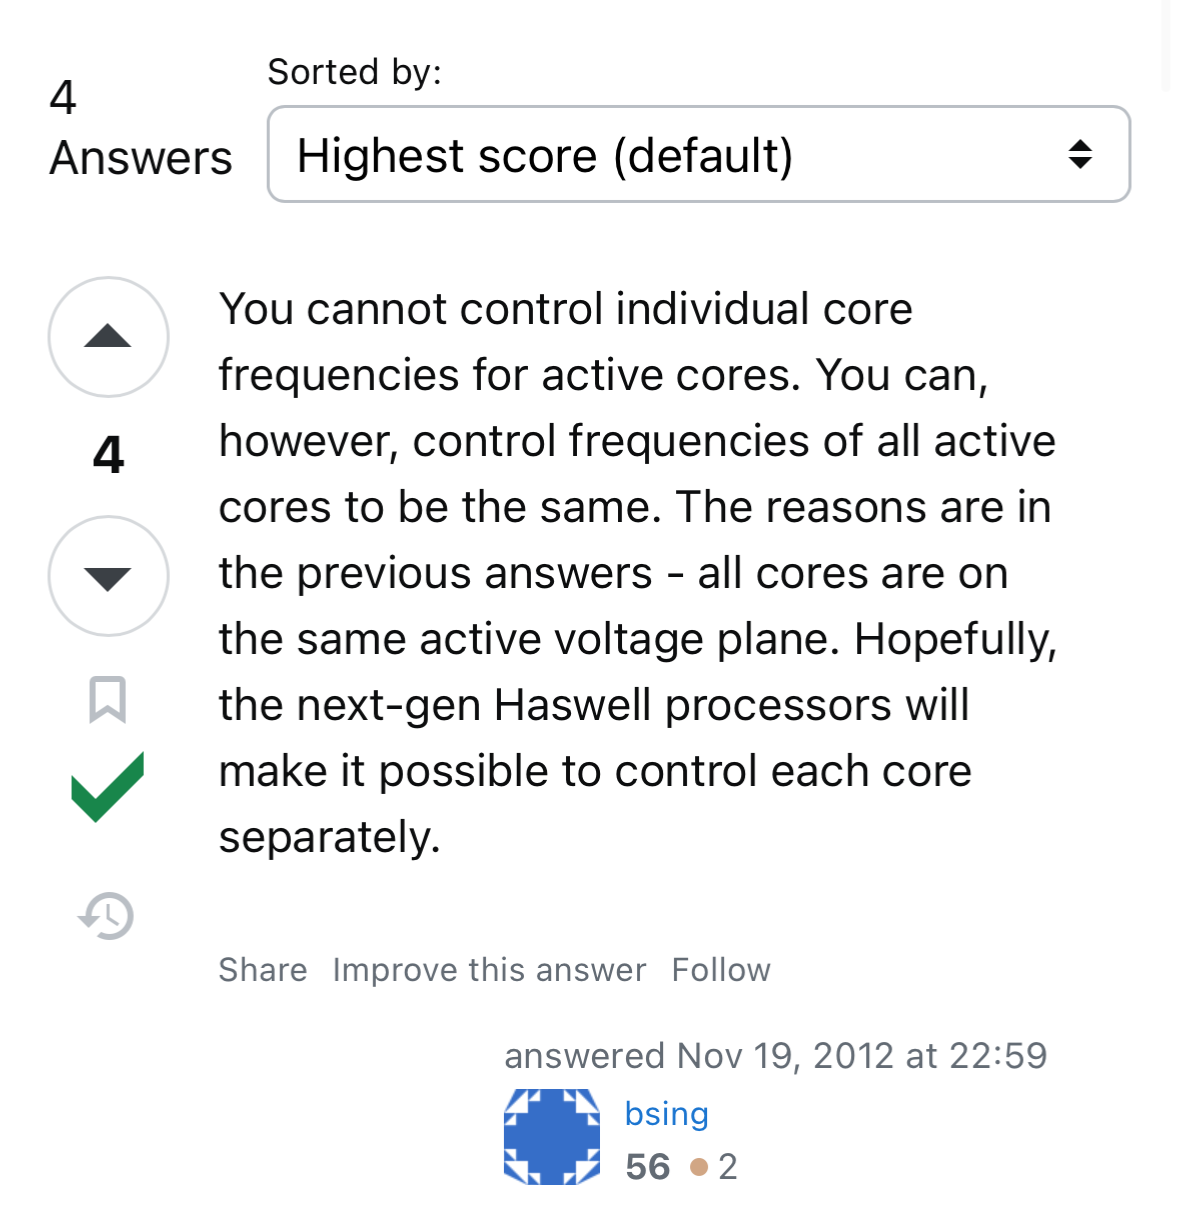 4
Answers
Sorted by:
Highest score (default)
4
You cannot control individual core
frequencies for active cores. You can,
however, control frequencies of all active
cores to be the same. The reasons are in
the previous answers - all cores are on
the same active voltage plane. Hopefully,
the next-gen Haswell processors will
make it possible to control each core
separately.
Share Improve this answer Follow
answered Nov 19, 2012 at 22:59
bsing
56 2